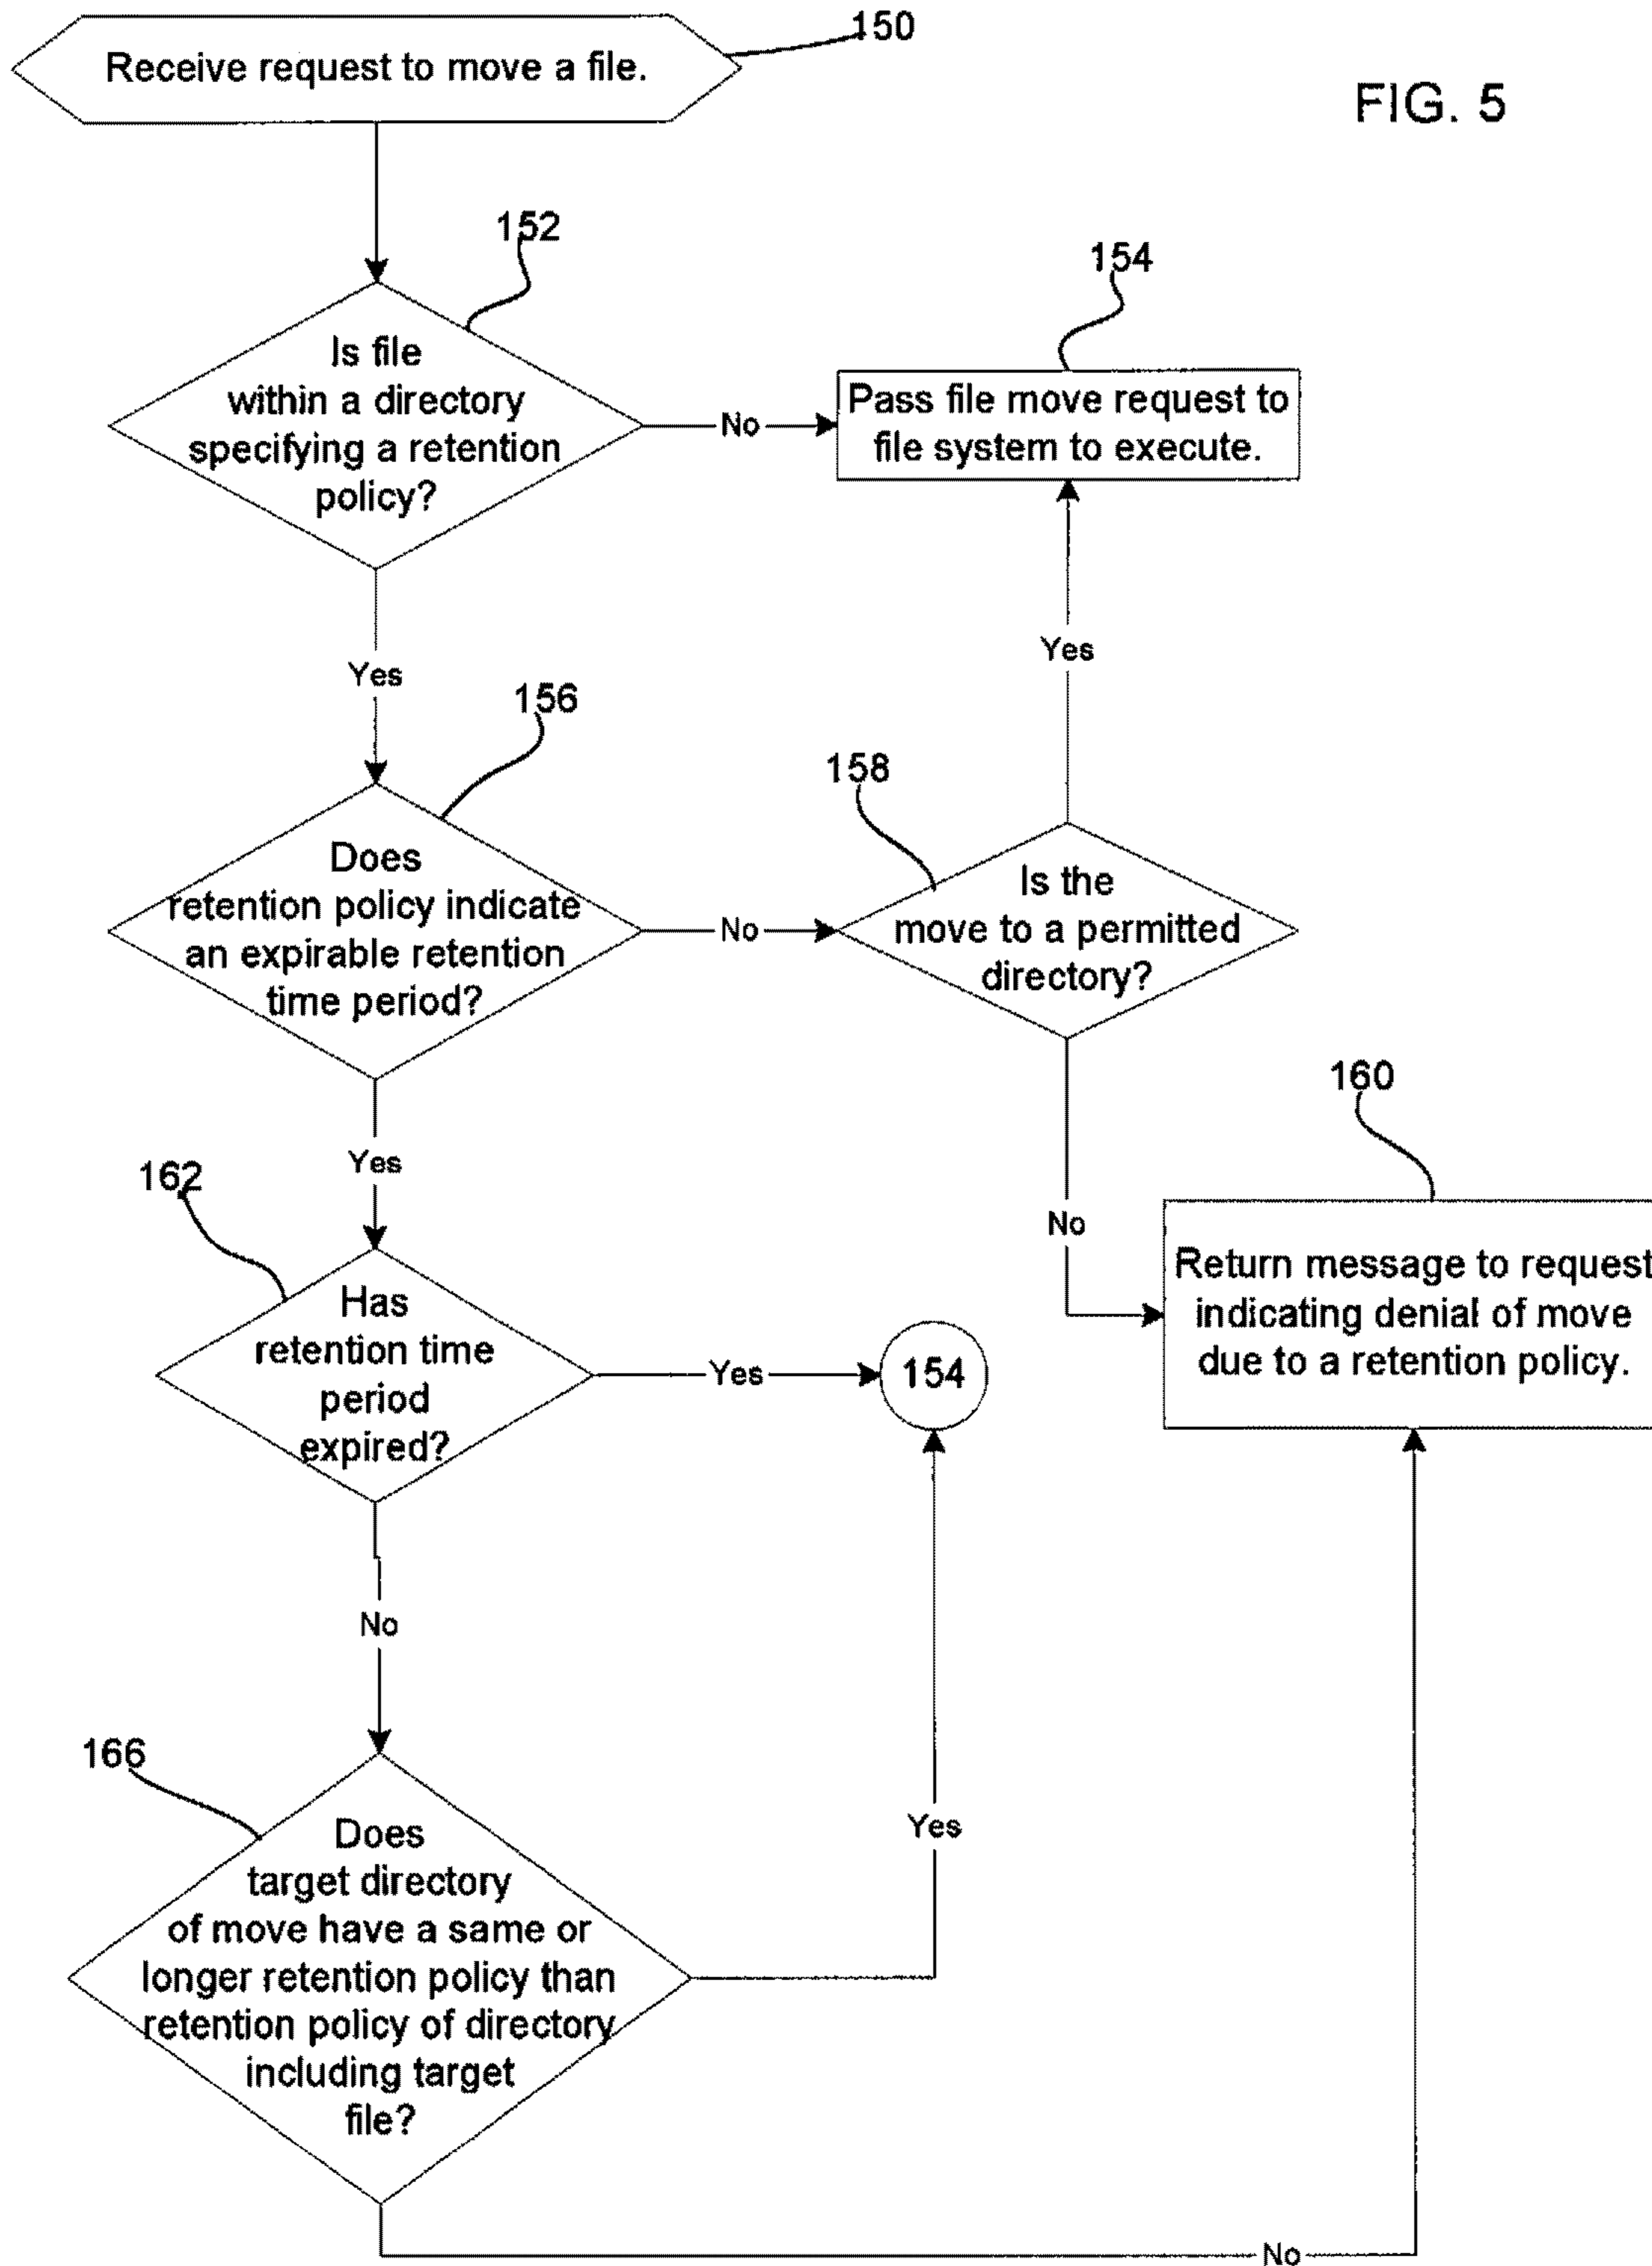 150
Receive request to move a file.
FIG. 5
152
154
Is file
within a directory
specifying a retention
policy?
No
Pass file move request to
file system to execute.
Yes
Yes
156
158
Does
retention policy indicate
an expirable retention
time period?
No
Is the
move to a permitted
directory?
160
Yes
162
No
Return message to request
indicating denial of move
due to a retention policy.
Has
retention time
period
expired?
Yes
154
No
166
Does
target directory
of move have a same or
longer retention policy than
retention policy of directory
including target
file?
Yes
No